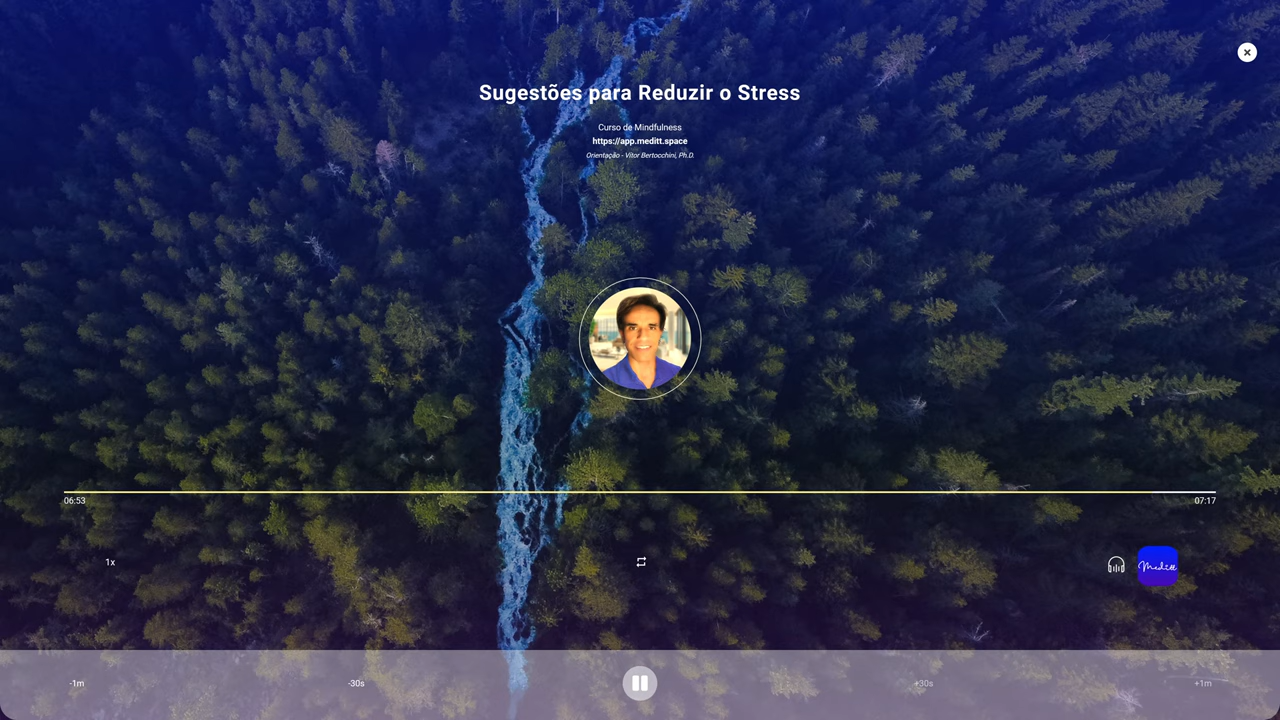 Sugestões para Reduzir o Stress
Curso de Mindfulness
https://app.meditt.space
Orientação - Vitor Bertocchini, Ph.D.
06:53
07:17
1x
Meditt
-1m
-30s
+30s
+1m